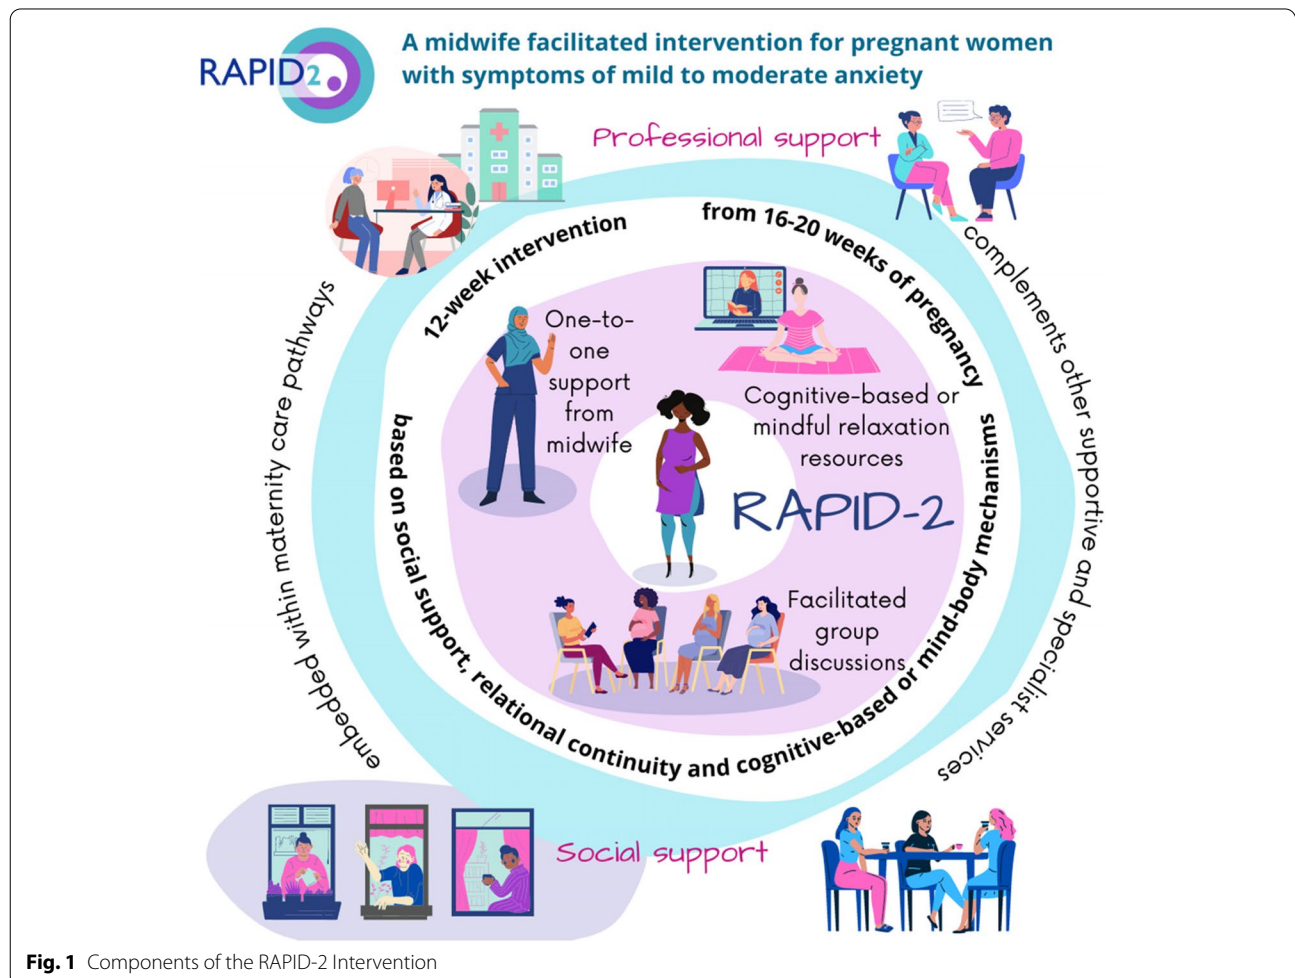 RAPID2
A midwife facilitated intervention for pregnant women
with symptoms of mild to moderate anxiety
Professional support
12-week intervention
from 16-20 weeks of pregnancy
embedded within maternity care pathways
complements other supportive and specialist services
One-to-
one
support
from
midwife
Cognitive-based or
mindful relaxation
resources
RAPID-2
Facilitated
group
discussions
based on social support, relational continuity and cognitive-based or mind-body mechanisms
Social support
Fig. 1 Components of the RAPID-2 Intervention